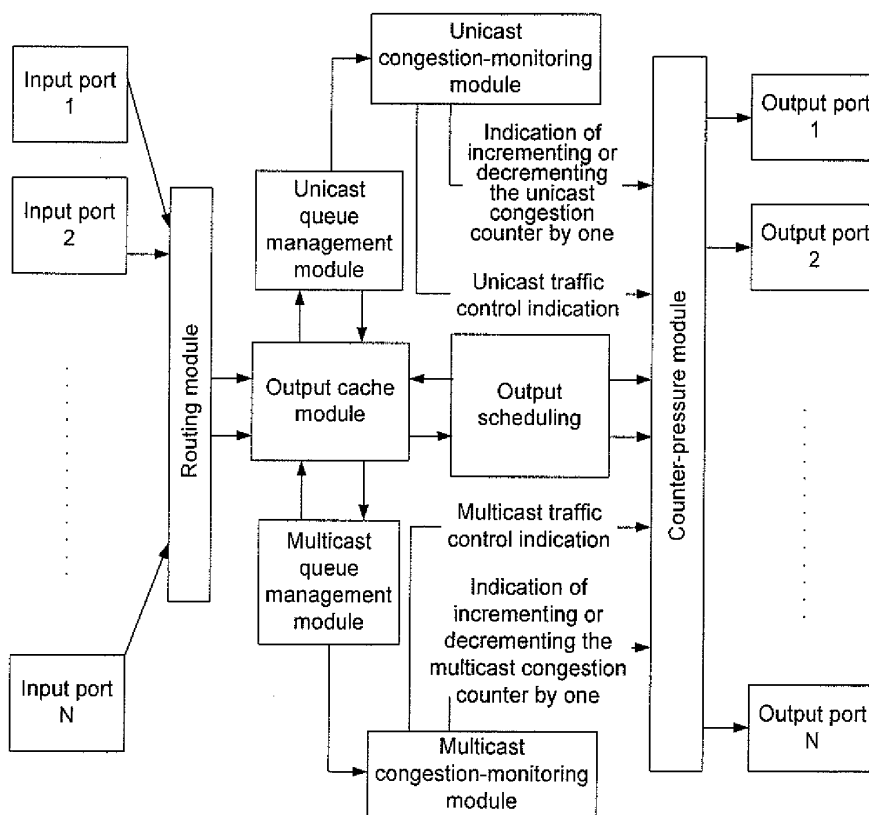 Unicast
congestion-monitoring
module
Input port
1
Output port
1
Indication of
incrementing or
decrementing
the unicast
congestion
counter by one
Input port
2
Unicast
queue
management
module
Output port
2
Unicast traffic
control indication
Routing module
Output cache
module
Output
scheduling
Counter-pressure module
Multicast traffic
control indication
Multicast
queue
management
module
Indication of
incrementing or
decrementing the
multicast congestion
counter by one
Input port
N
Output port
N
Multicast
congestion-monitoring
module